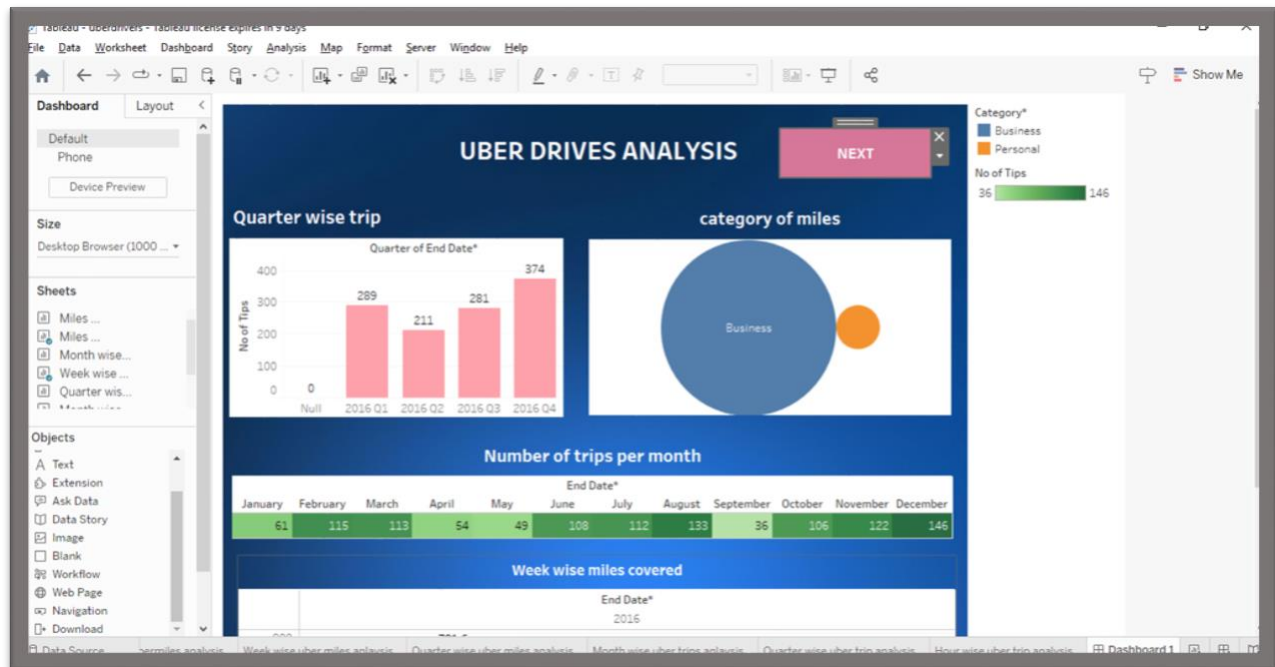 Tableau - uberdrivers - Tableau license expires in 9 days
File Data Worksheet Dashboard Story Analysis Map Format Server Window Help
Show Me
Dashboard Layout
Default
Phone
Device Preview
Size
Desktop Browser (1000 ...
Sheets
Miles ...
Miles ...
Month wise...
Week wise ...
Quarter wis...
Objects
Text
Extension
Ask Data
Data Story
Image
Blank
Workflow
Web Page
Navigation
Download
UBER DRIVES ANALYSIS
NEXT
Category*
Business
Personal
No of Tips
36 146
Quarter wise trip
Quarter of End Date*
No of Tips
400
300
200
100
0
0 289 211 281 374
Null 2016 Q1 2016 Q2 2016 Q3 2016 Q4
category of miles
Business
Number of trips per month
End Date*
January February March April May June July August September October November December
61 115 113 54 49 108 112 133 36 106 122 146
Week wise miles covered
End Date*
2016
Data Source permiles analysis Week wise uber miles anlaysis Quarter wise uber miles analysis Month wise uber trips anlaysis Quarter wise uber trip analysis Hour wise uber trip analysis Dashboard 1